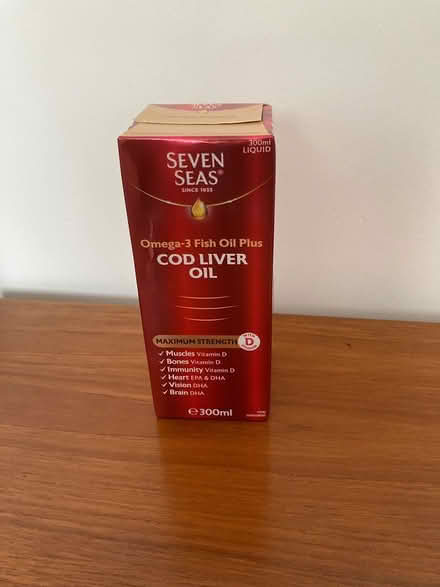 300ml
LIQUID
SEVEN
SEAS®
SINCE 1935
Omega-3 Fish Oil Plus
COD LIVER
OIL
MAXIMUM STRENGTH
WITH
D
✓ Muscles Vitamin D
✓ Bones Vitamin D
✓ Immunity Vitamin D
✓ Heart EPA & DHA
✓ Vision DHA
✓ Brain DHA
℮300ml